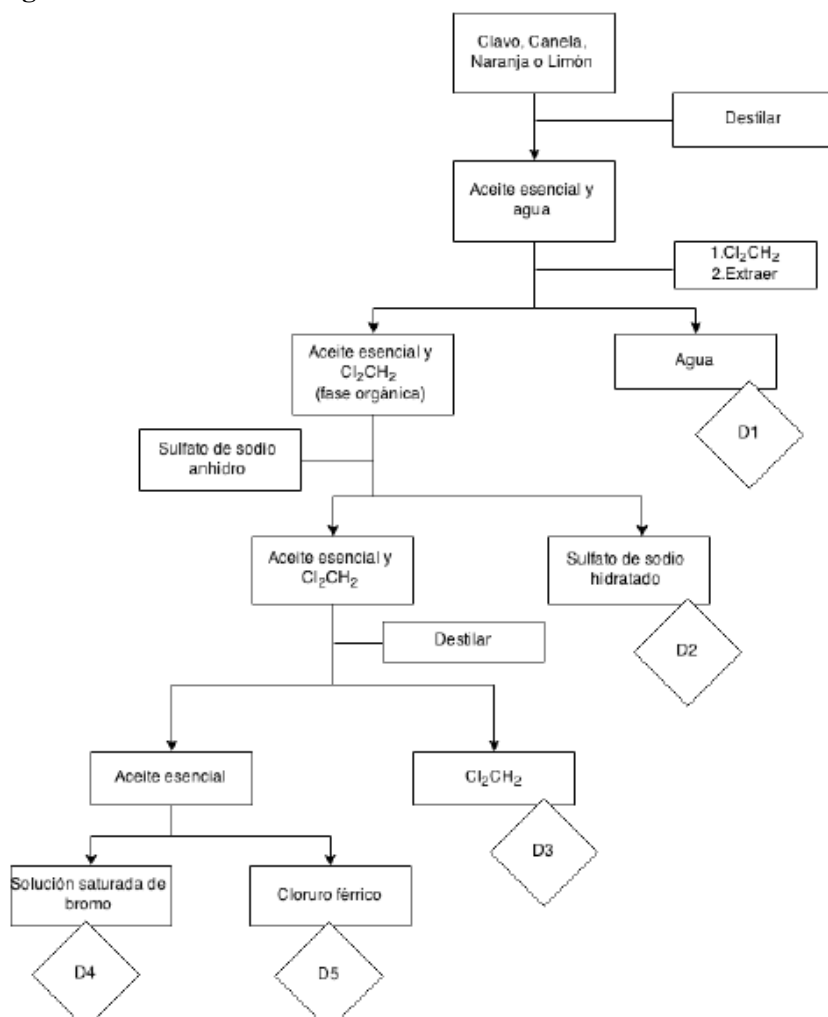 Clavo, Canela,
Naranja o Limón
Destilar
Aceite esencial y
agua
1.Cl₂CH₂
2.Extraer
Aceite esencial y
Cl₂CH₂
(fase orgánica)
Agua
D1
Sulfato de sodio
anhidro
Aceite esencial y
Cl₂CH₂
Sulfato de sodio
hidratado
D2
Destilar
Aceite esencial
Cl₂CH₂
D3
Solución saturada de
bromo
Cloruro férrico
D4
D5